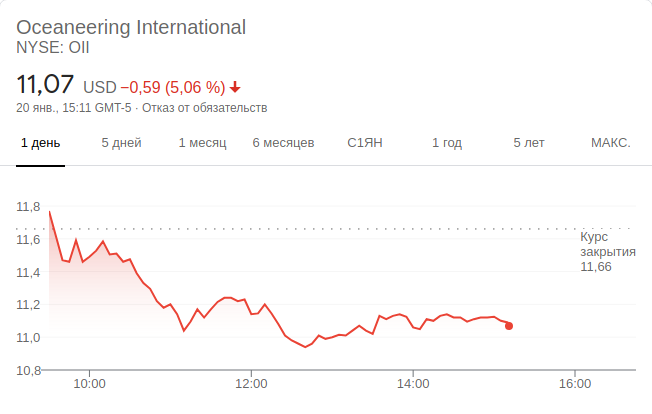 Oceaneering International
NYSE: OII
11,07 USD −0,59 (5,06 %)
20 янв., 15:11 GMT-5 · Отказ от обязательств
1 день 5 дней 1 месяц 6 месяцев С1ЯН 1 год 5 лет МАКС.
11,8
11,6
11,4
11,2
11,0
10,8
Курс
закрытия
11,66
10:00 12:00 14:00 16:00